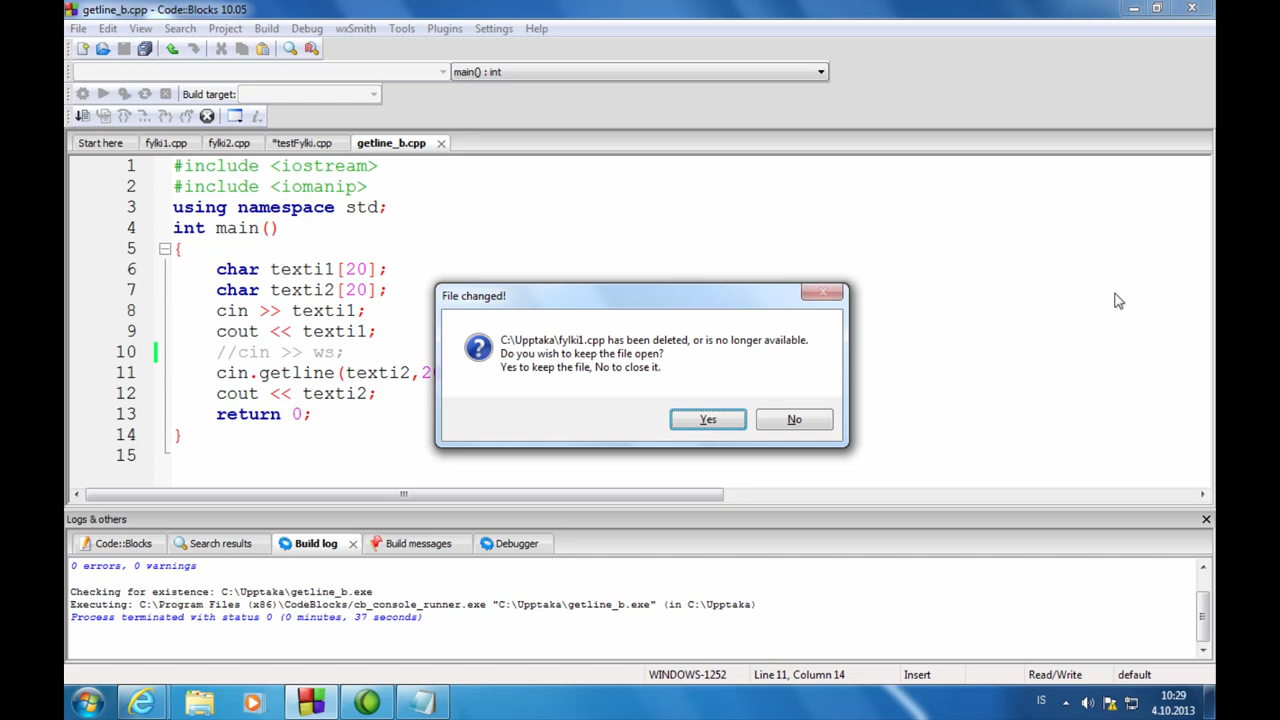 getline_b.cpp - Code::Blocks 10.05
File Edit View Search Project Build Debug wxSmith Tools Plugins Settings Help
main() : int
Build target:
Start here fylki1.cpp fylki2.cpp *testFylki.cpp getline_b.cpp
1 #include <iostream>
2 #include <iomanip>
3 using namespace std;
4 int main()
5 {
6 char texti1[20];
7 char texti2[20];
8 cin >> texti1;
9 cout << texti1;
10 //cin >> ws;
11 cin.getline(texti2,2
12 cout << texti2;
13 return 0;
14 }
15
File changed!
C:\Upptaka\fylki1.cpp has been deleted, or is no longer available.
Do you wish to keep the file open?
Yes to keep the file, No to close it.
Yes No
Logs & others
Code::Blocks Search results Build log Build messages Debugger
0 errors, 0 warnings
Checking for existence: C:\Upptaka\getline_b.exe
Executing: C:\Program Files (x86)\CodeBlocks/cb_console_runner.exe "C:\Upptaka\getline_b.exe" (in C:\Upptaka)
Process terminated with status 0 (0 minutes, 37 seconds)
WINDOWS-1252 Line 11, Column 14 Insert Read/Write default
IS 10:29
4.10.2013